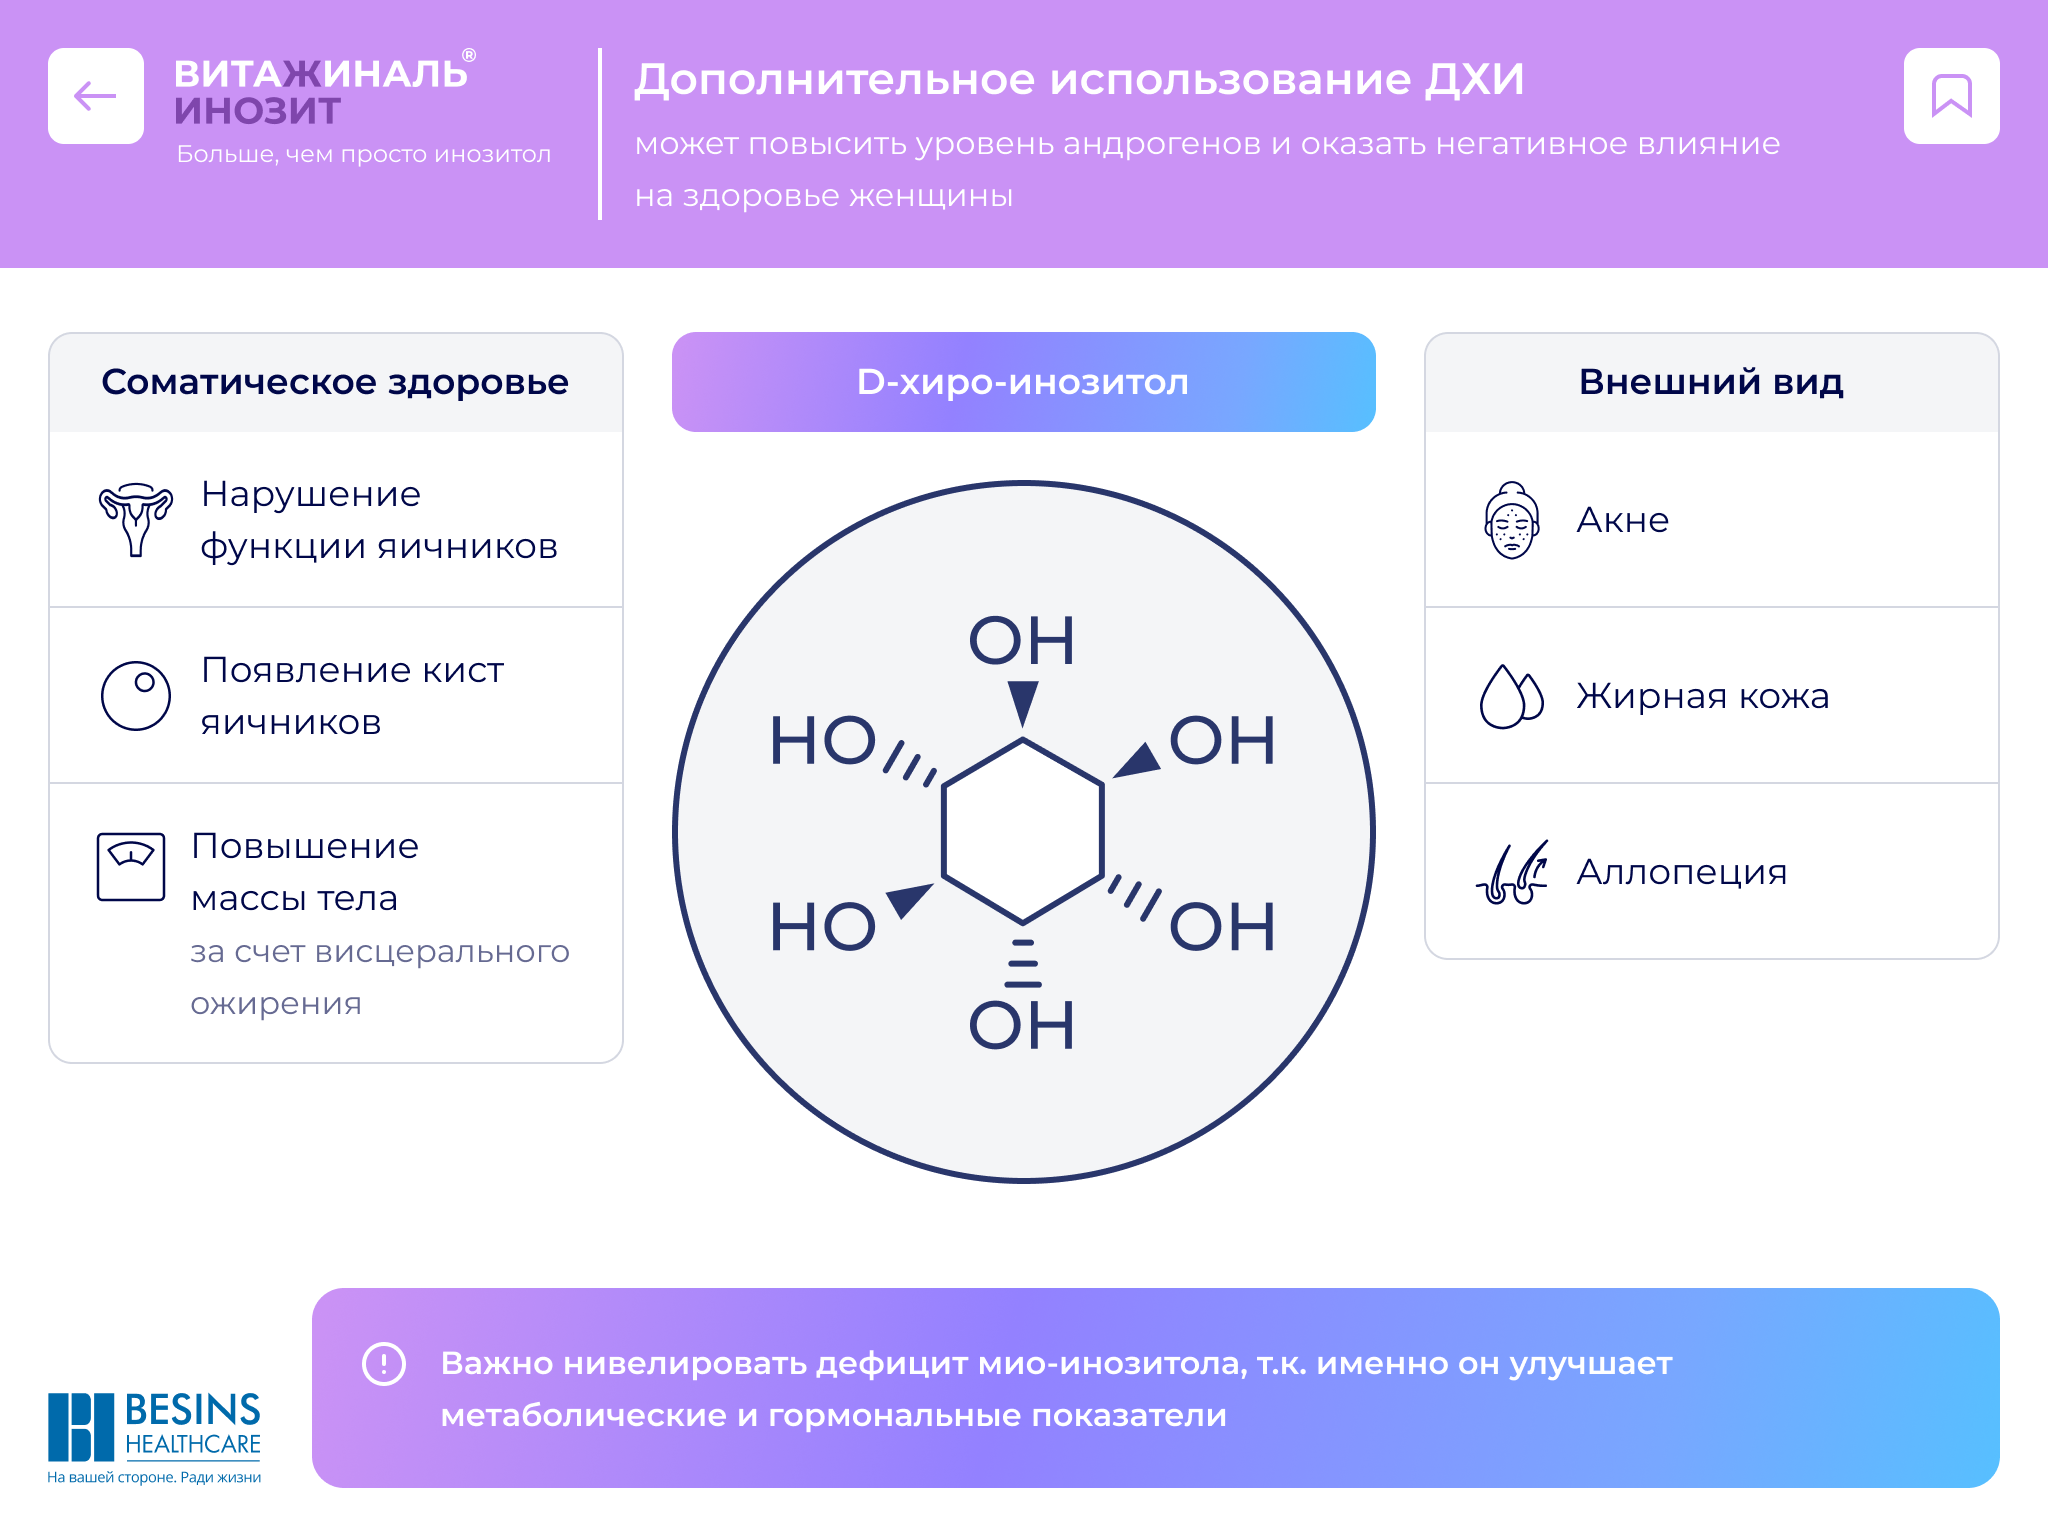 ВИТАЖИНАЛЬ®
ИНОЗИТ
Больше, чем просто инозитол
Дополнительное использование ДХИ
может повысить уровень андрогенов и оказать негативное влияние
на здоровье женщины
Соматическое здоровье
Нарушение
функции яичников
Появление кист
яичников
Повышение
массы тела
за счет висцерального
ожирения
D-хиро-инозитол
OH
HO
OH
HO
OH
OH
Внешний вид
Акне
Жирная кожа
Аллопеция
Важно нивелировать дефицит мио-инозитола, т.к. именно он улучшает
метаболические и гормональные показатели
BESINS
HEALTHCARE
На вашей стороне. Ради жизни